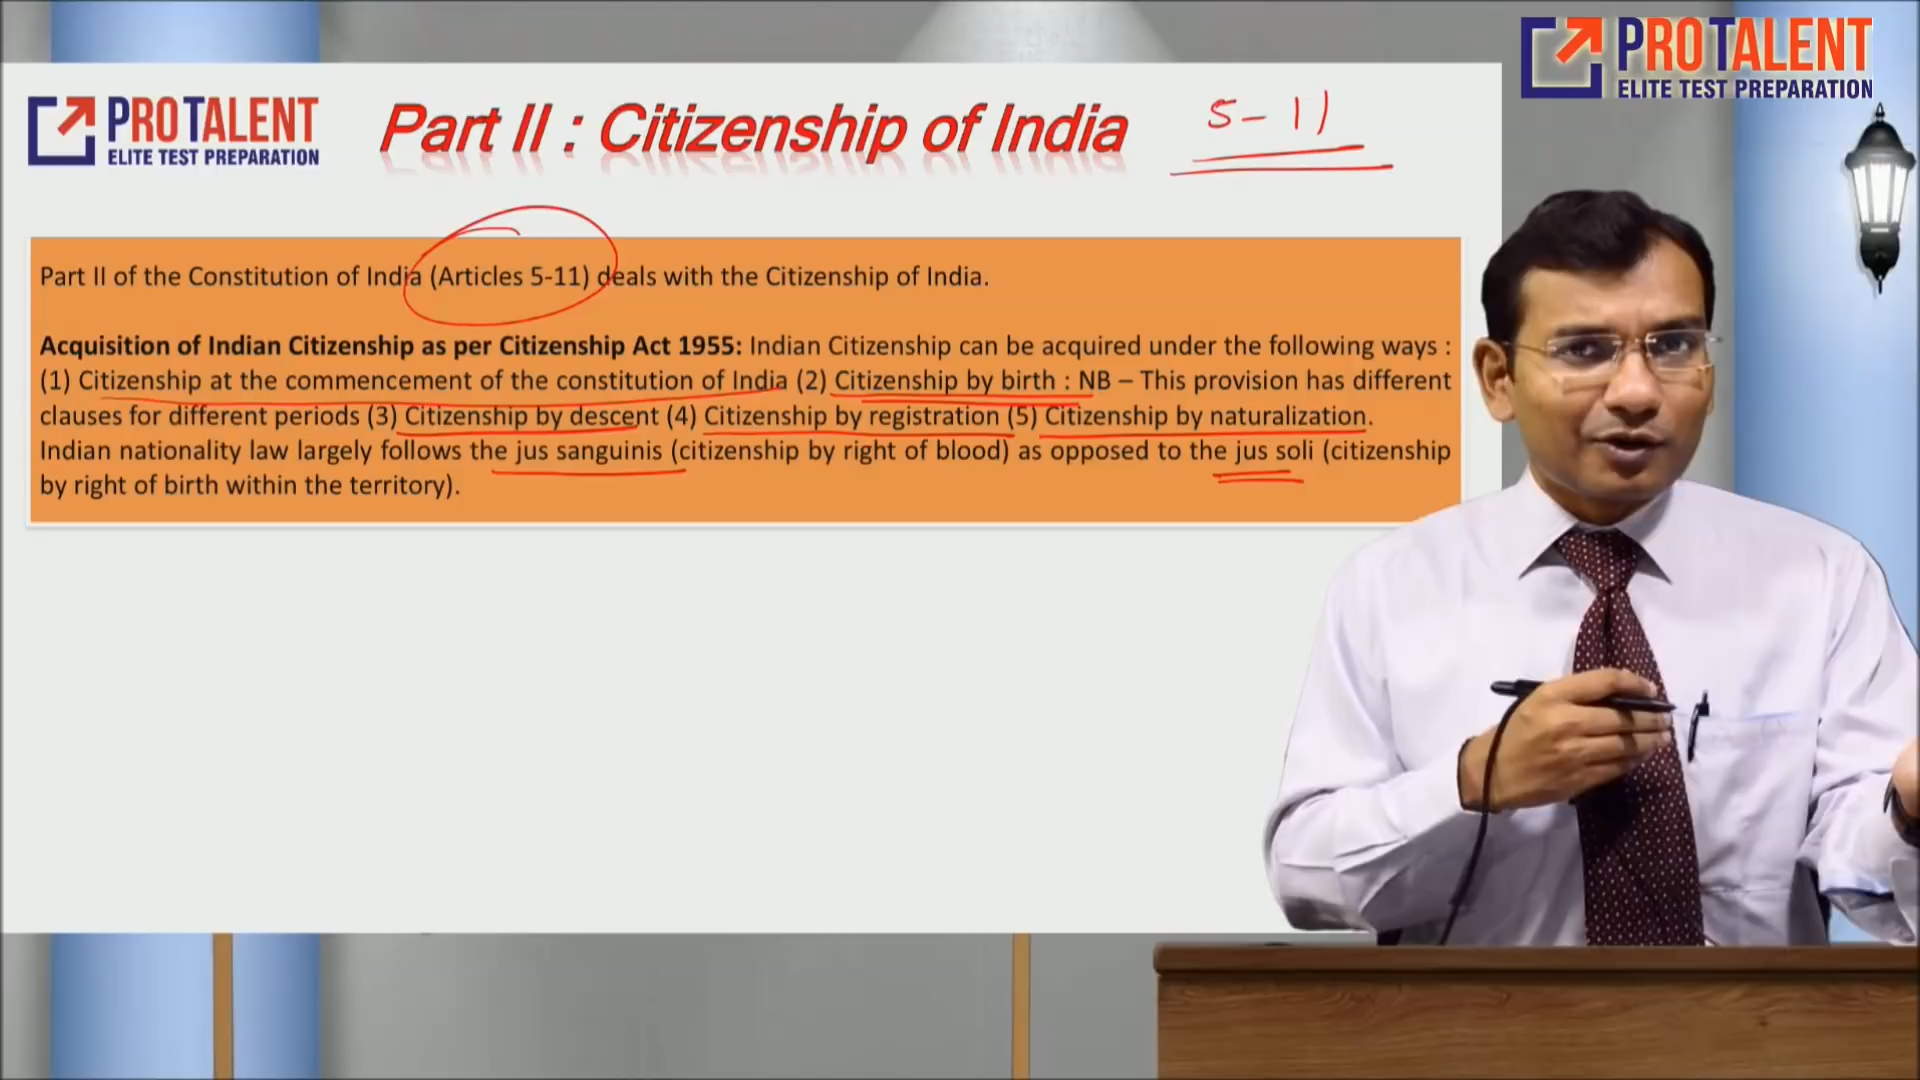 PROTALENT
ELITE TEST PREPARATION
PROTALENT
ELITE TEST PREPARATION
Part II : Citizenship of India
5-11
Part II of the Constitution of India (Articles 5-11) deals with the Citizenship of India.
Acquisition of Indian Citizenship as per Citizenship Act 1955: Indian Citizenship can be acquired under the following ways :
(1) Citizenship at the commencement of the constitution of India (2) Citizenship by birth : NB – This provision has different
clauses for different periods (3) Citizenship by descent (4) Citizenship by registration (5) Citizenship by naturalization.
Indian nationality law largely follows the jus sanguinis (citizenship by right of blood) as opposed to the jus soli (citizenship
by right of birth within the territory).